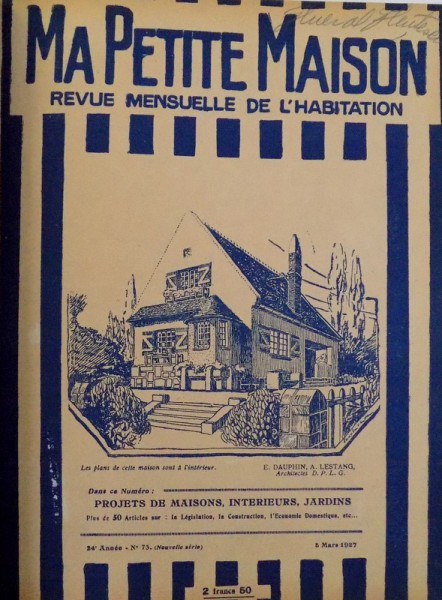 General
MA PETITE MAISON
REVUE MENSUELLE DE L'HABITATION
Les plans de cette maison sont à l'intérieur.
E. DAUPHIN, A. LESTANG,
Architectes D. P. L. G.
Dans ce Numéro :
PROJETS DE MAISONS, INTERIEURS, JARDINS
Plus de 50 Articles sur : la Législation, la Construction, l'Economie Domestique, etc...
24e Année - N° 73. (Nouvelle série)
5 Mars 1927
2 francs 50